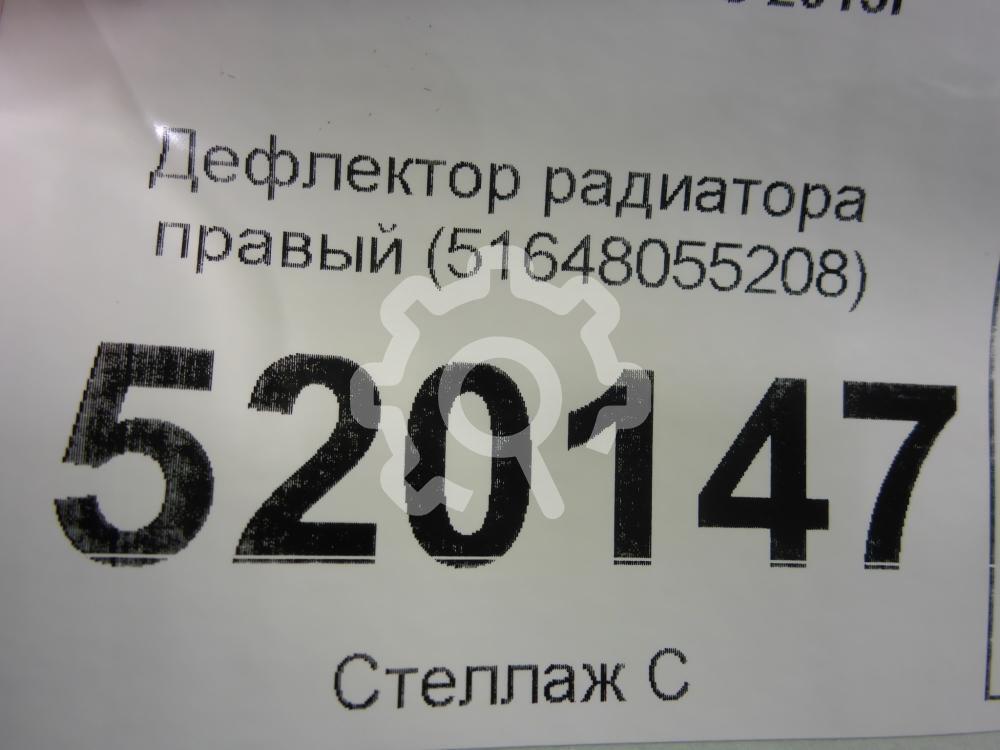 Дефлектор радиатора
правый (51648055208)
520147
Стеллаж С